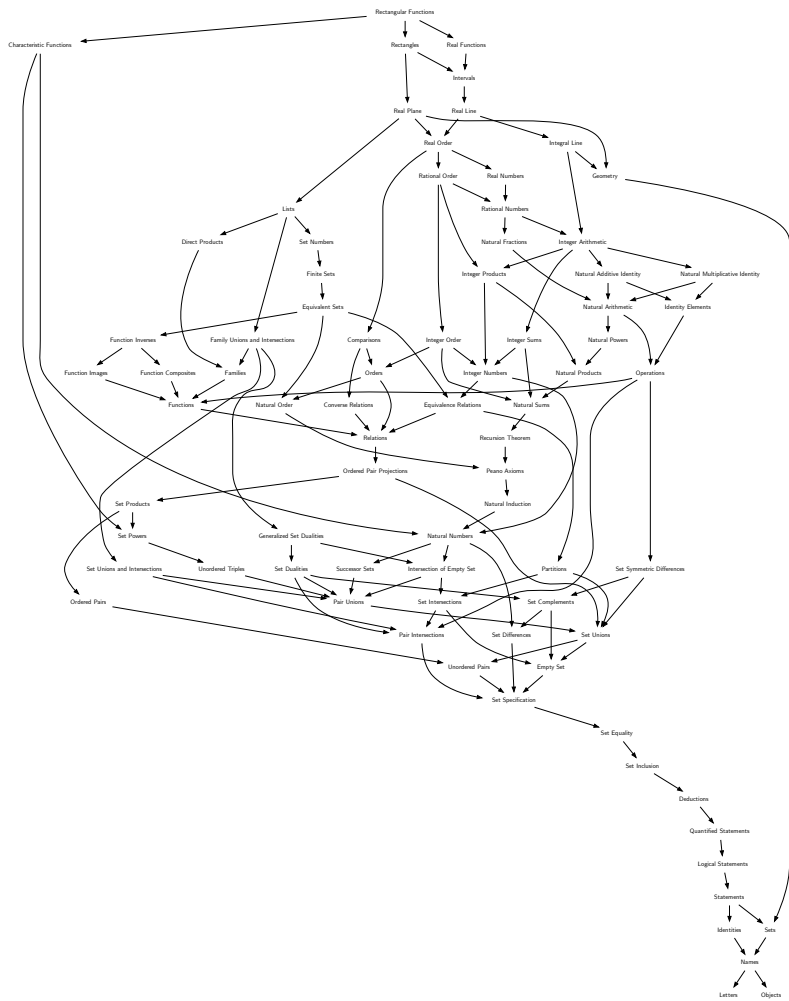 Rectangular Functions
Characteristic Functions
Rectangles
Real Functions
Intervals
Real Plane
Real Line
Real Order
Integral Line
Rational Order
Real Numbers
Geometry
Lists
Rational Numbers
Direct Products
Set Numbers
Natural Fractions
Integer Arithmetic
Finite Sets
Integer Products
Natural Additive Identity
Natural Multiplicative Identity
Equivalent Sets
Natural Arithmetic
Identity Elements
Function Inverses
Family Unions and Intersections
Comparisons
Integer Order
Integer Sums
Natural Powers
Function Images
Function Composites
Families
Orders
Integer Numbers
Natural Products
Operations
Functions
Natural Order
Converse Relations
Equivalence Relations
Natural Sums
Relations
Recursion Theorem
Ordered Pair Projections
Peano Axioms
Set Products
Natural Induction
Set Powers
Generalized Set Dualities
Natural Numbers
Set Unions and Intersections
Unordered Triples
Set Dualities
Successor Sets
Intersection of Empty Set
Partitions
Set Symmetric Differences
Ordered Pairs
Pair Unions
Set Intersections
Set Complements
Pair Intersections
Set Differences
Set Unions
Unordered Pairs
Empty Set
Set Specification
Set Equality
Set Inclusion
Deductions
Quantified Statements
Logical Statements
Statements
Identities
Sets
Names
Letters
Objects